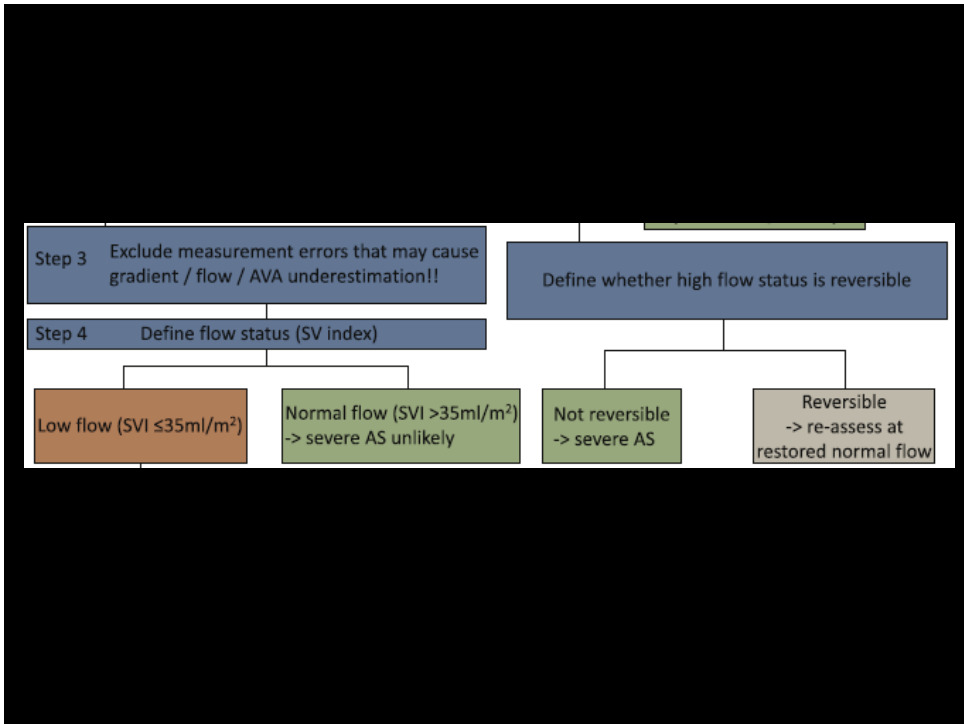 Step 3
Exclude measurement errors that may cause
gradient / flow / AVA underestimation!!
Define whether high flow status is reversible
Step 4
Define flow status (SV index)
Low flow (SVI ≤35ml/m²)
Normal flow (SVI >35ml/m²)
-> severe AS unlikely
Not reversible
-> severe AS
Reversible
-> re-assess at
restored normal flow